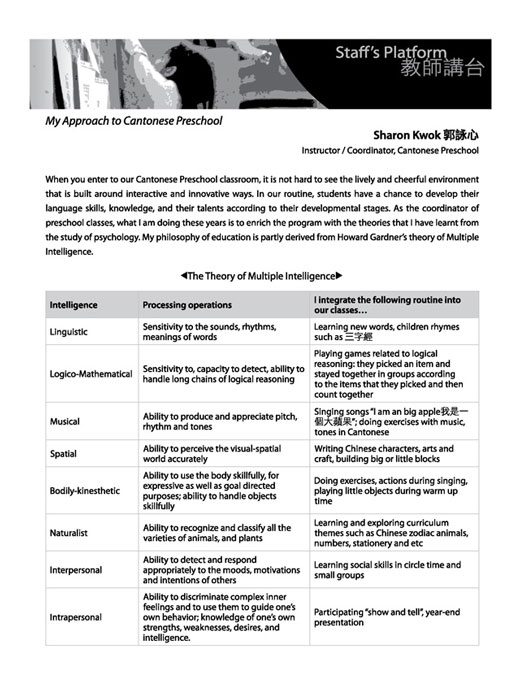 Staff's Platform
教師講台
My Approach to Cantonese Preschool
Sharon Kwok 郭詠心
Instructor / Coordinator, Cantonese Preschool
When you enter to our Cantonese Preschool classroom, it is not hard to see the lively and cheerful environment
that is built around interactive and innovative ways. In our routine, students have a chance to develop their
language skills, knowledge, and their talents according to their developmental stages. As the coordinator of
preschool classes, what I am doing these years is to enrich the program with the theories that I have learnt from
the study of psychology. My philosophy of education is partly derived from Howard Gardner's theory of Multiple
Intelligence.
◀The Theory of Multiple Intelligence▶
Intelligence
Processing operations
I integrate the following routine into
our classes…
Linguistic
Sensitivity to the sounds, rhythms,
meanings of words
Learning new words, children rhymes
such as 三字經
Logico-Mathematical
Sensitivity to, capacity to detect, ability to
handle long chains of logical reasoning
Playing games related to logical
reasoning: they picked an item and
stayed together in groups according
to the items that they picked and then
count together
Musical
Ability to produce and appreciate pitch,
rhythm and tones
Singing songs "I am an big apple我是一
個大蘋果"; doing exercises with music,
tones in Cantonese
Spatial
Ability to perceive the visual-spatial
world accurately
Writing Chinese characters, arts and
craft, building big or little blocks
Bodily-kinesthetic
Ability to use the body skillfully, for
expressive as well as goal directed
purposes; ability to handle objects
skillfully
Doing exercises, actions during singing,
playing little objects during warm up
time
Naturalist
Ability to recognize and classify all the
varieties of animals, and plants
Learning and exploring curriculum
themes such as Chinese zodiac animals,
numbers, stationery and etc
Interpersonal
Ability to detect and respond
appropriately to the moods, motivations
and intentions of others
Learning social skills in circle time and
small groups
Intrapersonal
Ability to discriminate complex inner
feelings and to use them to guide one's
own behavior; knowledge of one's own
strengths, weaknesses, desires, and
intelligence.
Participating "show and tell", year-end
presentation